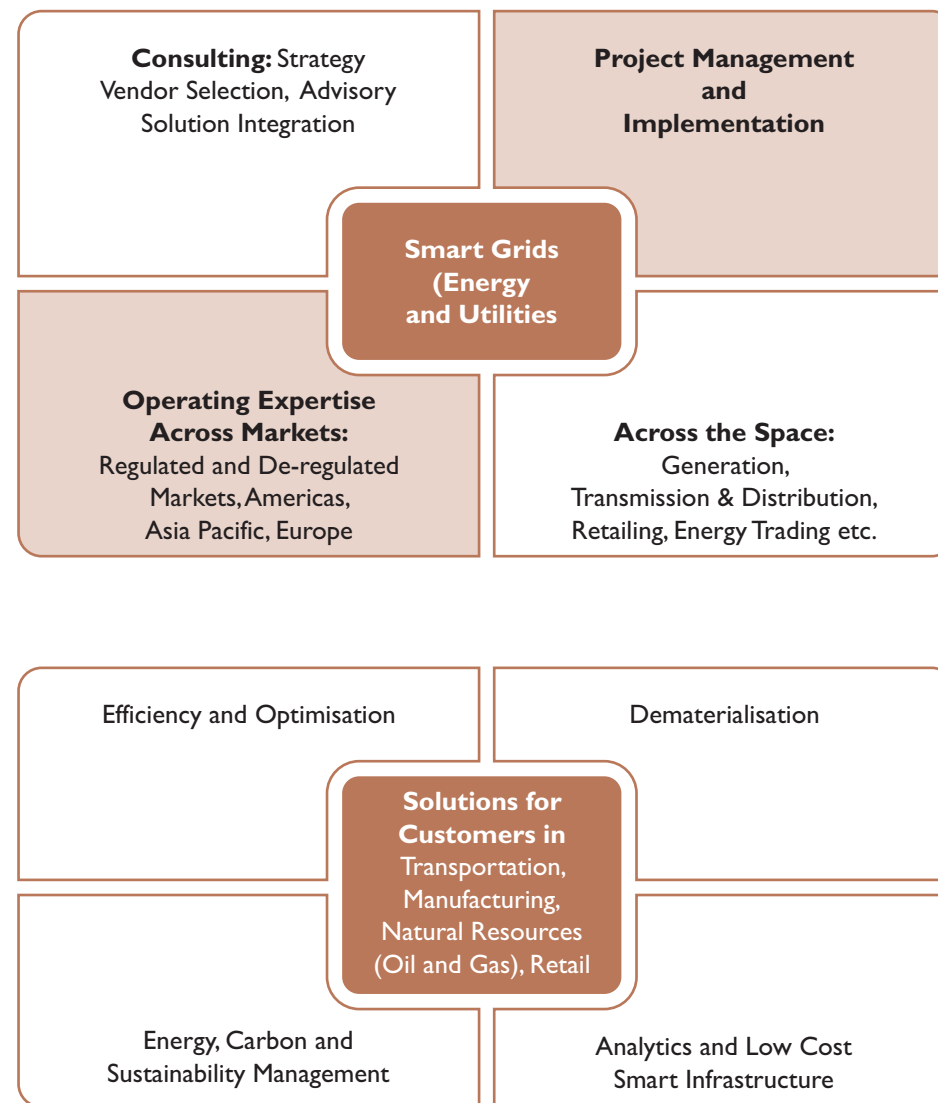 Consulting: Strategy
Vendor Selection, Advisory
Solution Integration
Project Management
and
Implementation
Smart Grids
(Energy
and Utilities
Operating Expertise
Across Markets:
Regulated and De-regulated
Markets, Americas,
Asia Pacific, Europe
Across the Space:
Generation,
Transmission & Distribution,
Retailing, Energy Trading etc.
Efficiency and Optimisation
Dematerialisation
Solutions for
Customers in
Transportation,
Manufacturing,
Natural Resources
(Oil and Gas), Retail
Energy, Carbon and
Sustainability Management
Analytics and Low Cost
Smart Infrastructure